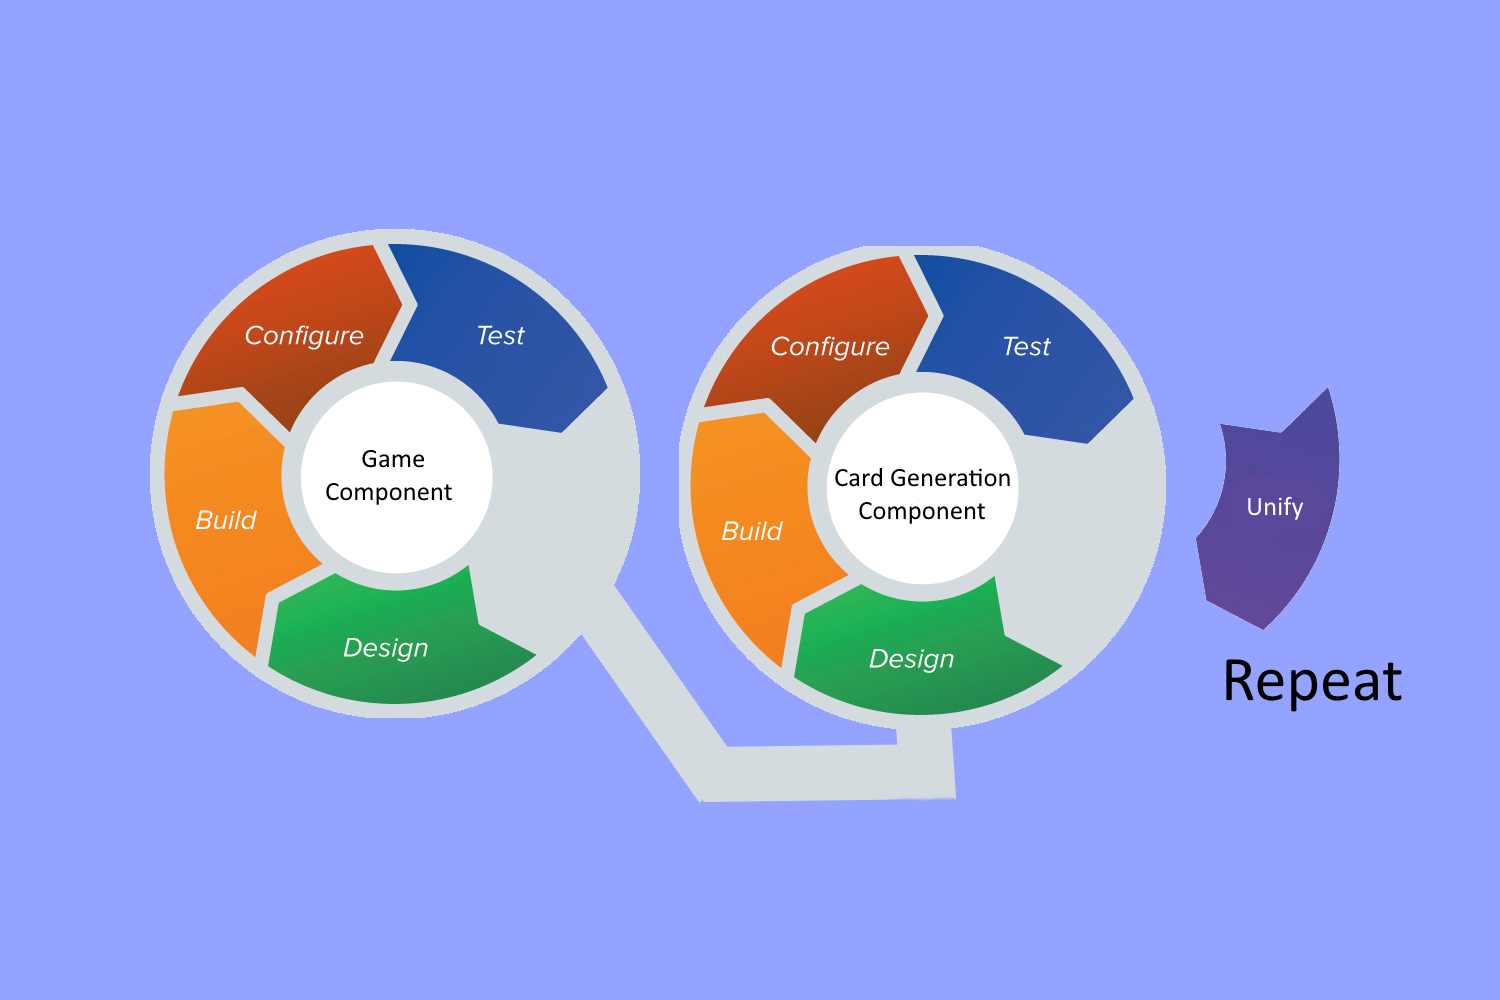 Configure
Test
Game
Component
Build
Design
Configure
Test
Card Generation
Component
Build
Design
Unify
Repeat